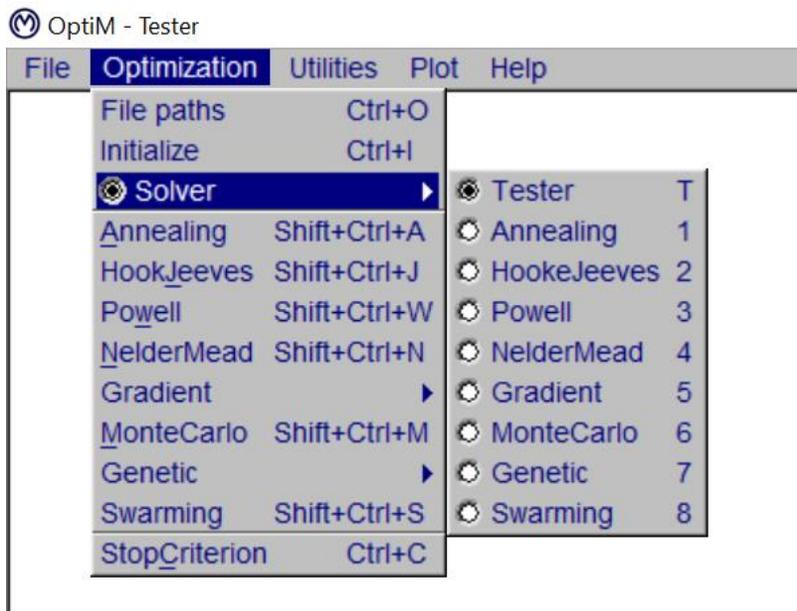 OptiM - Tester
File Optimization Utilities Plot Help
File paths Ctrl+O
Initialize Ctrl+I
Solver
Annealing Shift+Ctrl+A
HookJeeves Shift+Ctrl+J
Powell Shift+Ctrl+W
NelderMead Shift+Ctrl+N
Gradient
MonteCarlo Shift+Ctrl+M
Genetic
Swarming Shift+Ctrl+S
StopCriterion Ctrl+C
Tester T
Annealing 1
HookeJeeves 2
Powell 3
NelderMead 4
Gradient 5
MonteCarlo 6
Genetic 7
Swarming 8